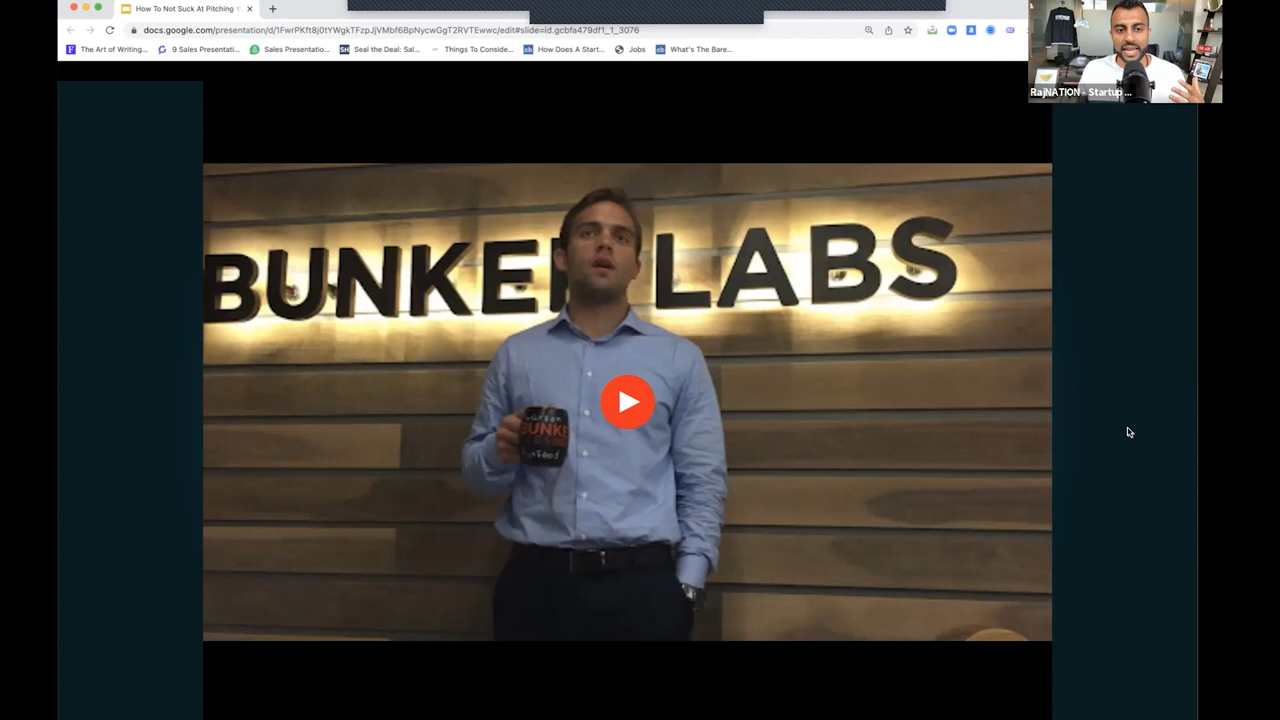 How To Not Suck At Pitching Y
docs.google.com/presentation/d/1FwrPKft8j0tYWgkTFzpJjVMbf6BpNycwGgT2RVTEwwc/edit#slide=id.gcbfa479df1_1_3076
The Art of Writing...
9 Sales Presentati...
Sales Presentatio...
Seal the Deal: Sal...
Things To Conside...
How Does A Start...
Jobs
What's The Bare...
RajNATION - Startup ...
BUNKER LABS
BUNKE